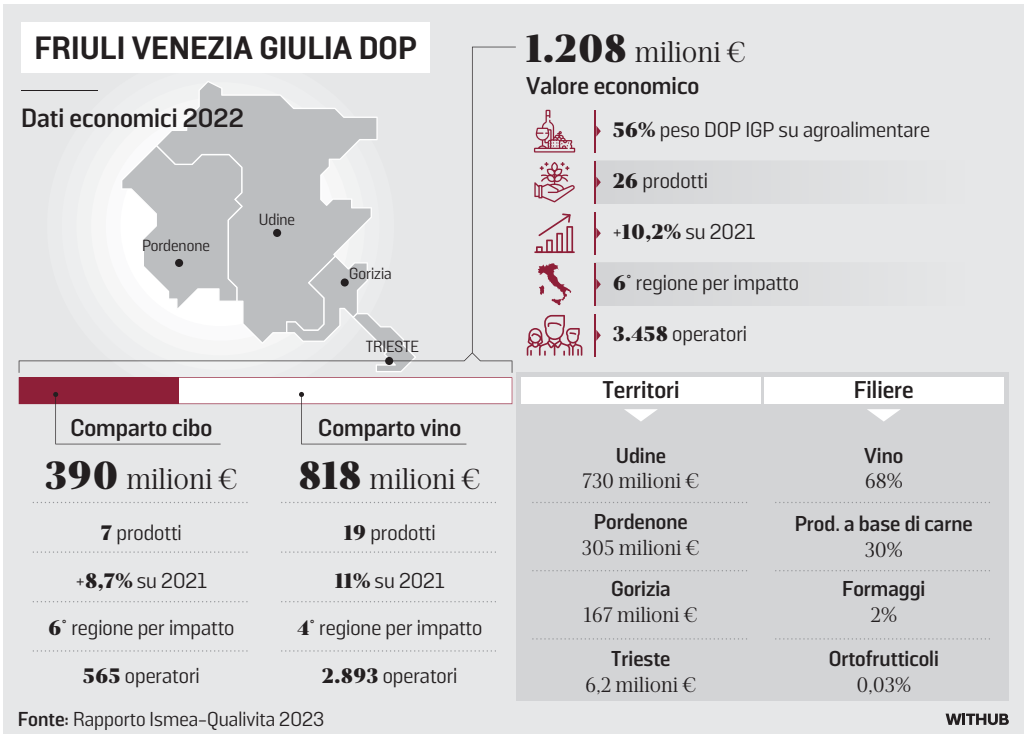 FRIULI VENEZIA GIULIA DOP
Dati economici 2022
Udine
Pordenone
Gorizia
TRIESTE
1.208 milioni €
Valore economico
56% peso DOP IGP su agroalimentare
26 prodotti
+10,2% su 2021
6° regione per impatto
3.458 operatori
Comparto cibo
390 milioni €
7 prodotti
+8,7% su 2021
6° regione per impatto
565 operatori
Comparto vino
818 milioni €
19 prodotti
11% su 2021
4° regione per impatto
2.893 operatori
Territori
Udine
730 milioni €
Pordenone
305 milioni €
Gorizia
167 milioni €
Trieste
6,2 milioni €
Filiere
Vino
68%
Prod. a base di carne
30%
Formaggi
2%
Ortofrutticoli
0,03%
Fonte: Rapporto Ismea-Qualivita 2023
WITHUB